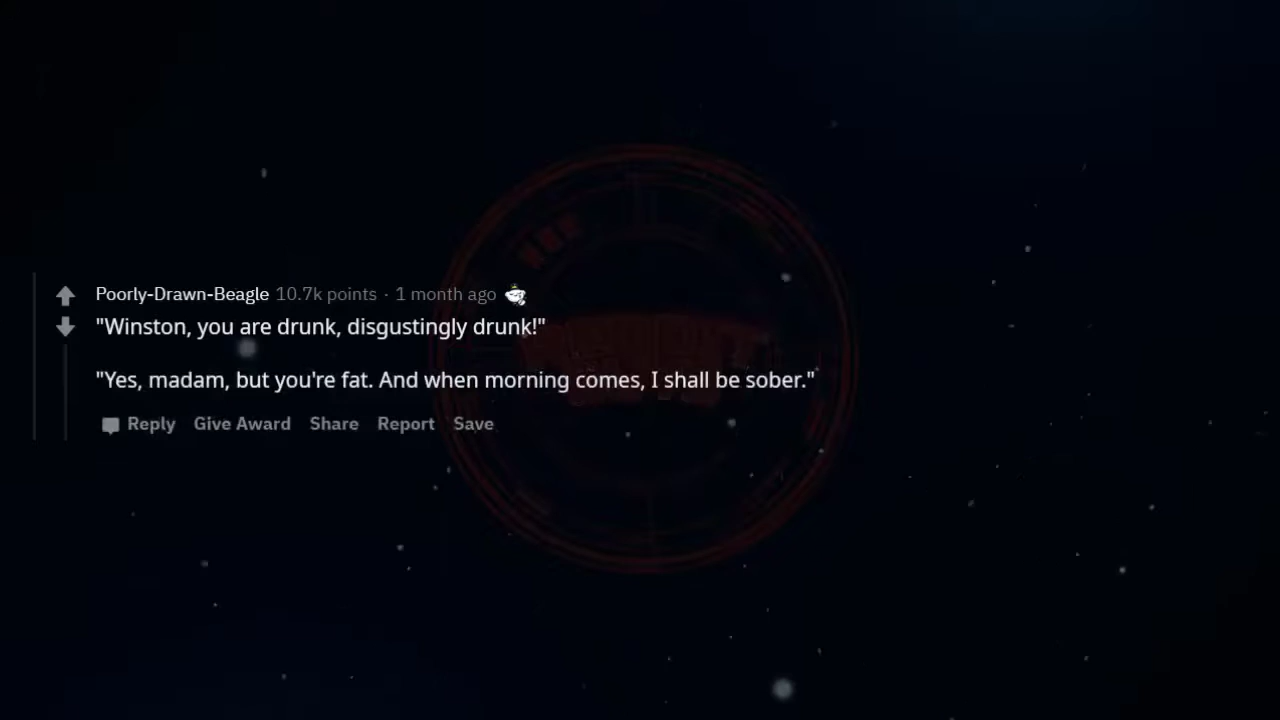 Poorly-Drawn-Beagle 10.7k points · 1 month ago
"Winston, you are drunk, disgustingly drunk!"
"Yes, madam, but you're fat. And when morning comes, I shall be sober."
Reply Give Award Share Report Save